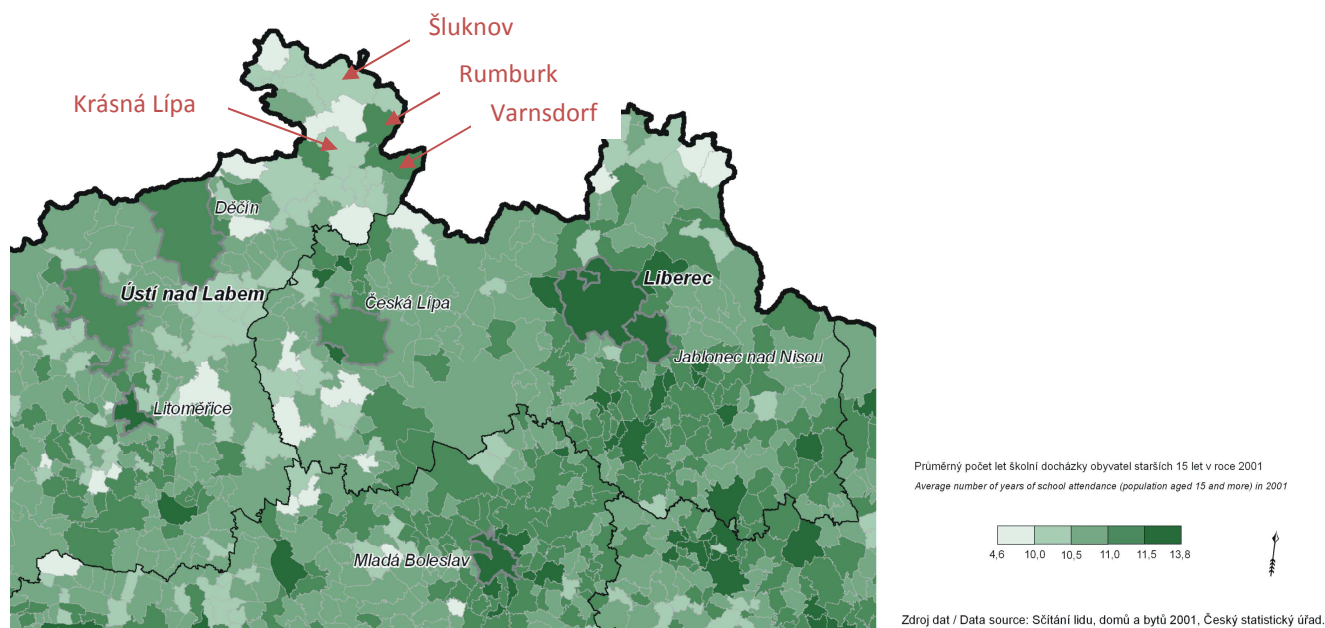 Šluknov
Rumburk
Krásná Lípa
Varnsdorf
Děčín
Ústí nad Labem
Liberec
Česká Lípa
Jablonec nad Nisou
Litoměřice
Mladá Boleslav
Průměrný počet let školní docházky obyvatel starších 15 let v roce 2001
Average number of years of school attendance (population aged 15 and more) in 2001
4,6 10,0 10,5 11,0 11,5 13,8
Zdroj dat / Data source: Sčítání lidu, domů a bytů 2001, Český statistický úřad.